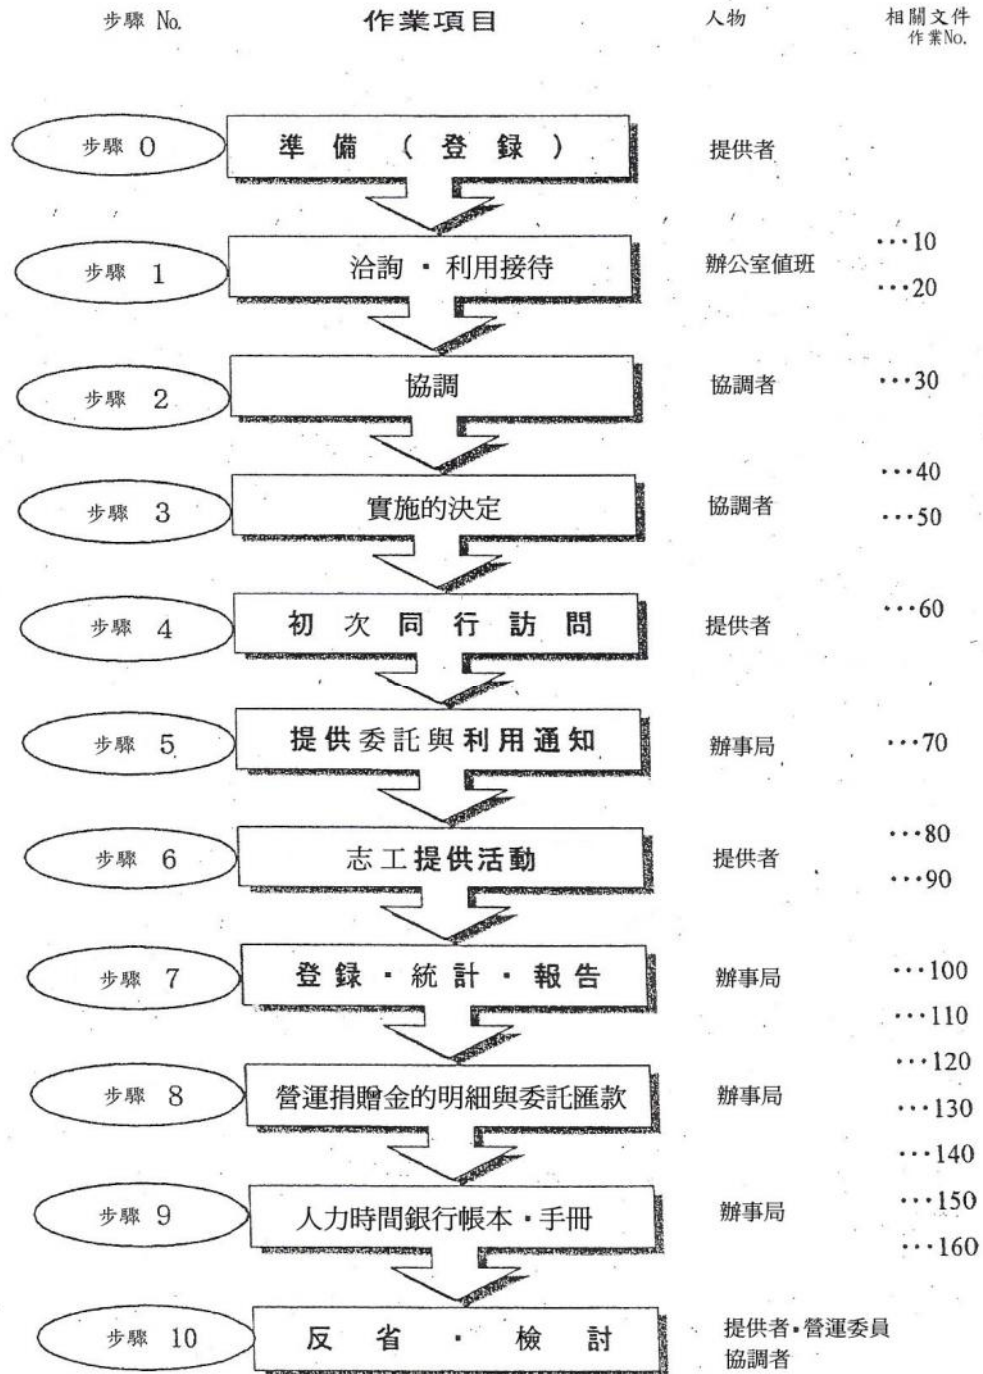 步驟 No. 作業項目 人物 相關文件
作業No.
步驟 0 準備（登録） 提供者
步驟 1 洽詢・利用接待 辦公室值班 …10
…20
步驟 2 協調 協調者 …30
步驟 3 實施的決定 協調者 …40
…50
步驟 4 初次同行訪問 提供者 …60
步驟 5 提供委託與利用通知 辦事局 …70
步驟 6 志工提供活動 提供者 …80
…90
步驟 7 登録・統計・報告 辦事局 …100
…110
…120
步驟 8 營運捐贈金的明細與委託匯款 辦事局 …130
…140
步驟 9 人力時間銀行帳本・手冊 辦事局 …150
…160
步驟 10 反省・檢討 提供者・營運委員
協調者